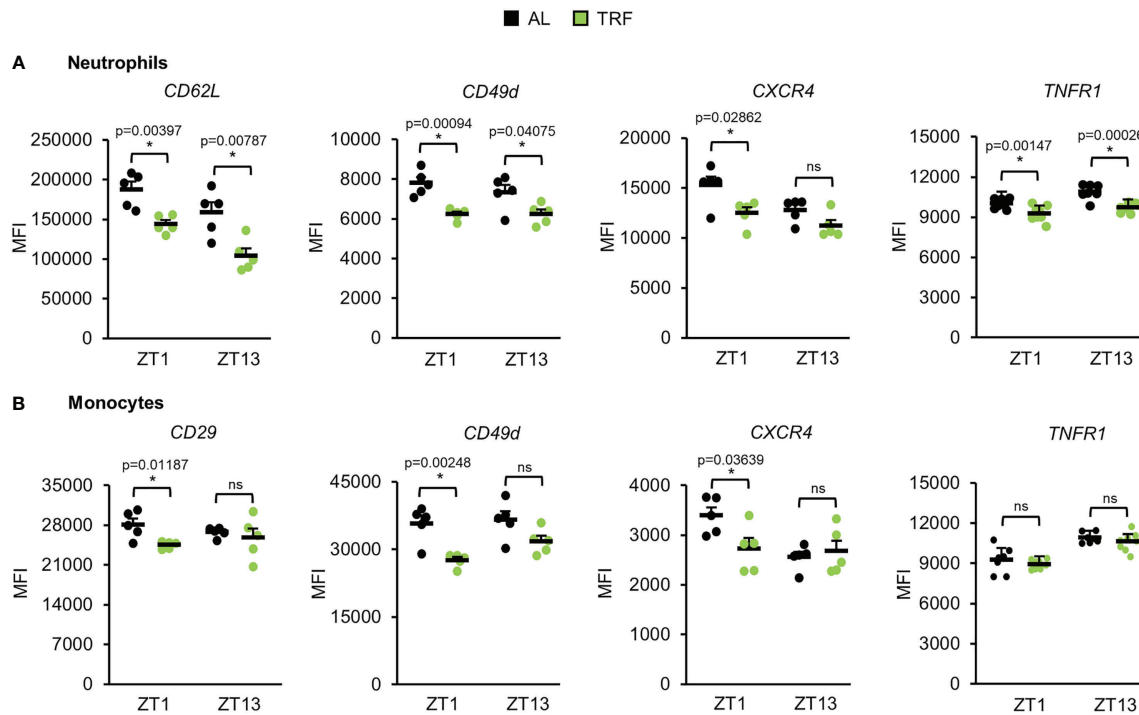 AL TRF
A Neutrophils
CD62L CD49d CXCR4 TNFR1
p=0.00397 * p=0.00787 * p=0.00094 * p=0.04075 * p=0.02862 * ns p=0.00147 * p=0.00026 *
MFI 250000 200000 150000 100000 50000 0
ZT1 ZT13
MFI 10000 8000 6000 4000 2000 0
ZT1 ZT13
MFI 20000 15000 10000 5000 0
ZT1 ZT13
MFI 15000 12000 9000 6000 3000 0
ZT1 ZT13
B Monocytes
CD29 CD49d CXCR4 TNFR1
p=0.01187 * ns p=0.00248 * ns p=0.03639 * ns ns ns
MFI 35000 28000 21000 14000 7000 0
ZT1 ZT13
MFI 45000 30000 15000 0
ZT1 ZT13
MFI 4000 3000 2000 1000 0
ZT1 ZT13
MFI 15000 12000 9000 6000 3000 0
ZT1 ZT13